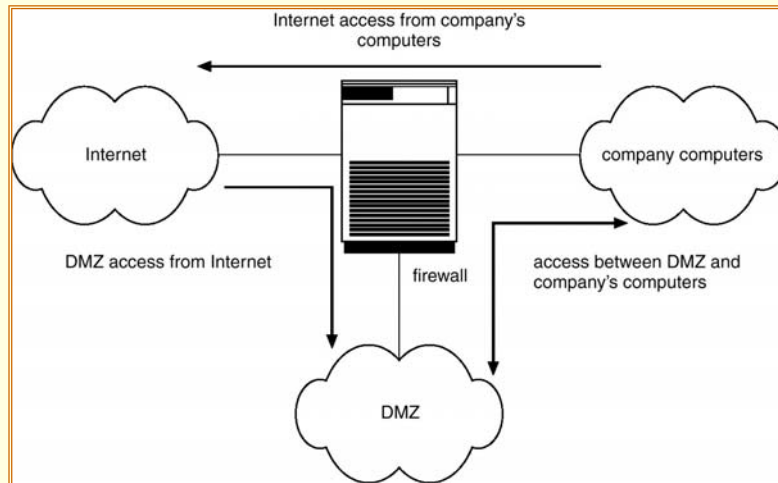 Internet access from company's
computers
Internet
company computers
DMZ access from Internet
firewall
access between DMZ and
company's computers
DMZ